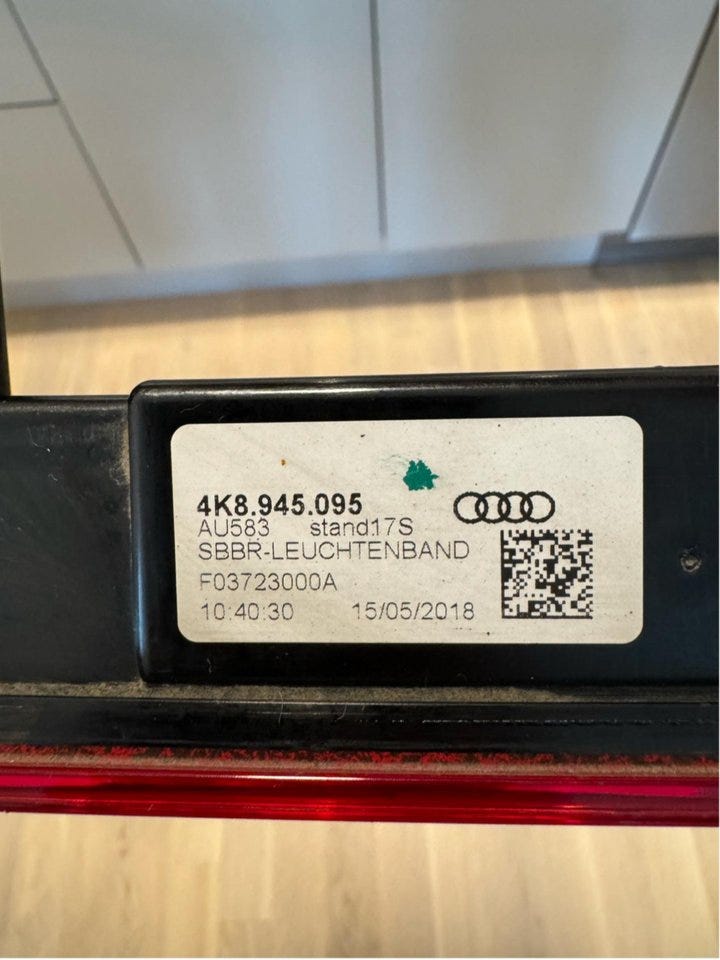 4K8.945.095
AU583 stand17S
SBBR-LEUCHTENBAND
F03723000A
10:40:30 15/05/2018